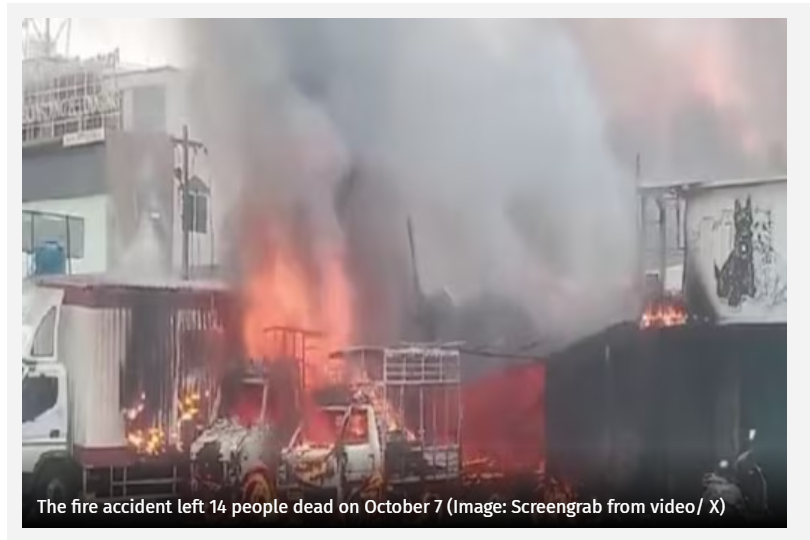 The fire accident left 14 people dead on October 7 (Image: Screengrab from video/ X)